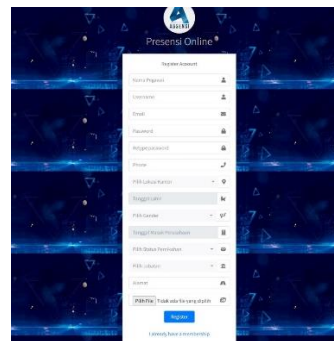 ABSENSI
Presensi Online
Register Account
Nama Pegawai
Username
Email
Password
Retype password
Phone
Pilih Lokasi Kantor
Tanggal Lahir
Pilih Gender
Tanggal Masuk Perusahaan
Pilih Status Pernikahan
Pilih Jabatan
Alamat
Pilih File Tidak ada file yang dipilih
Register
I already have a membership